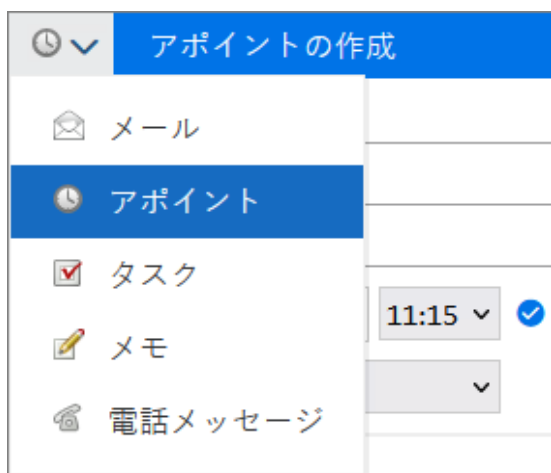 アポイントの作成
メール
アポイント
タスク
11:15
メモ
電話メッセージ